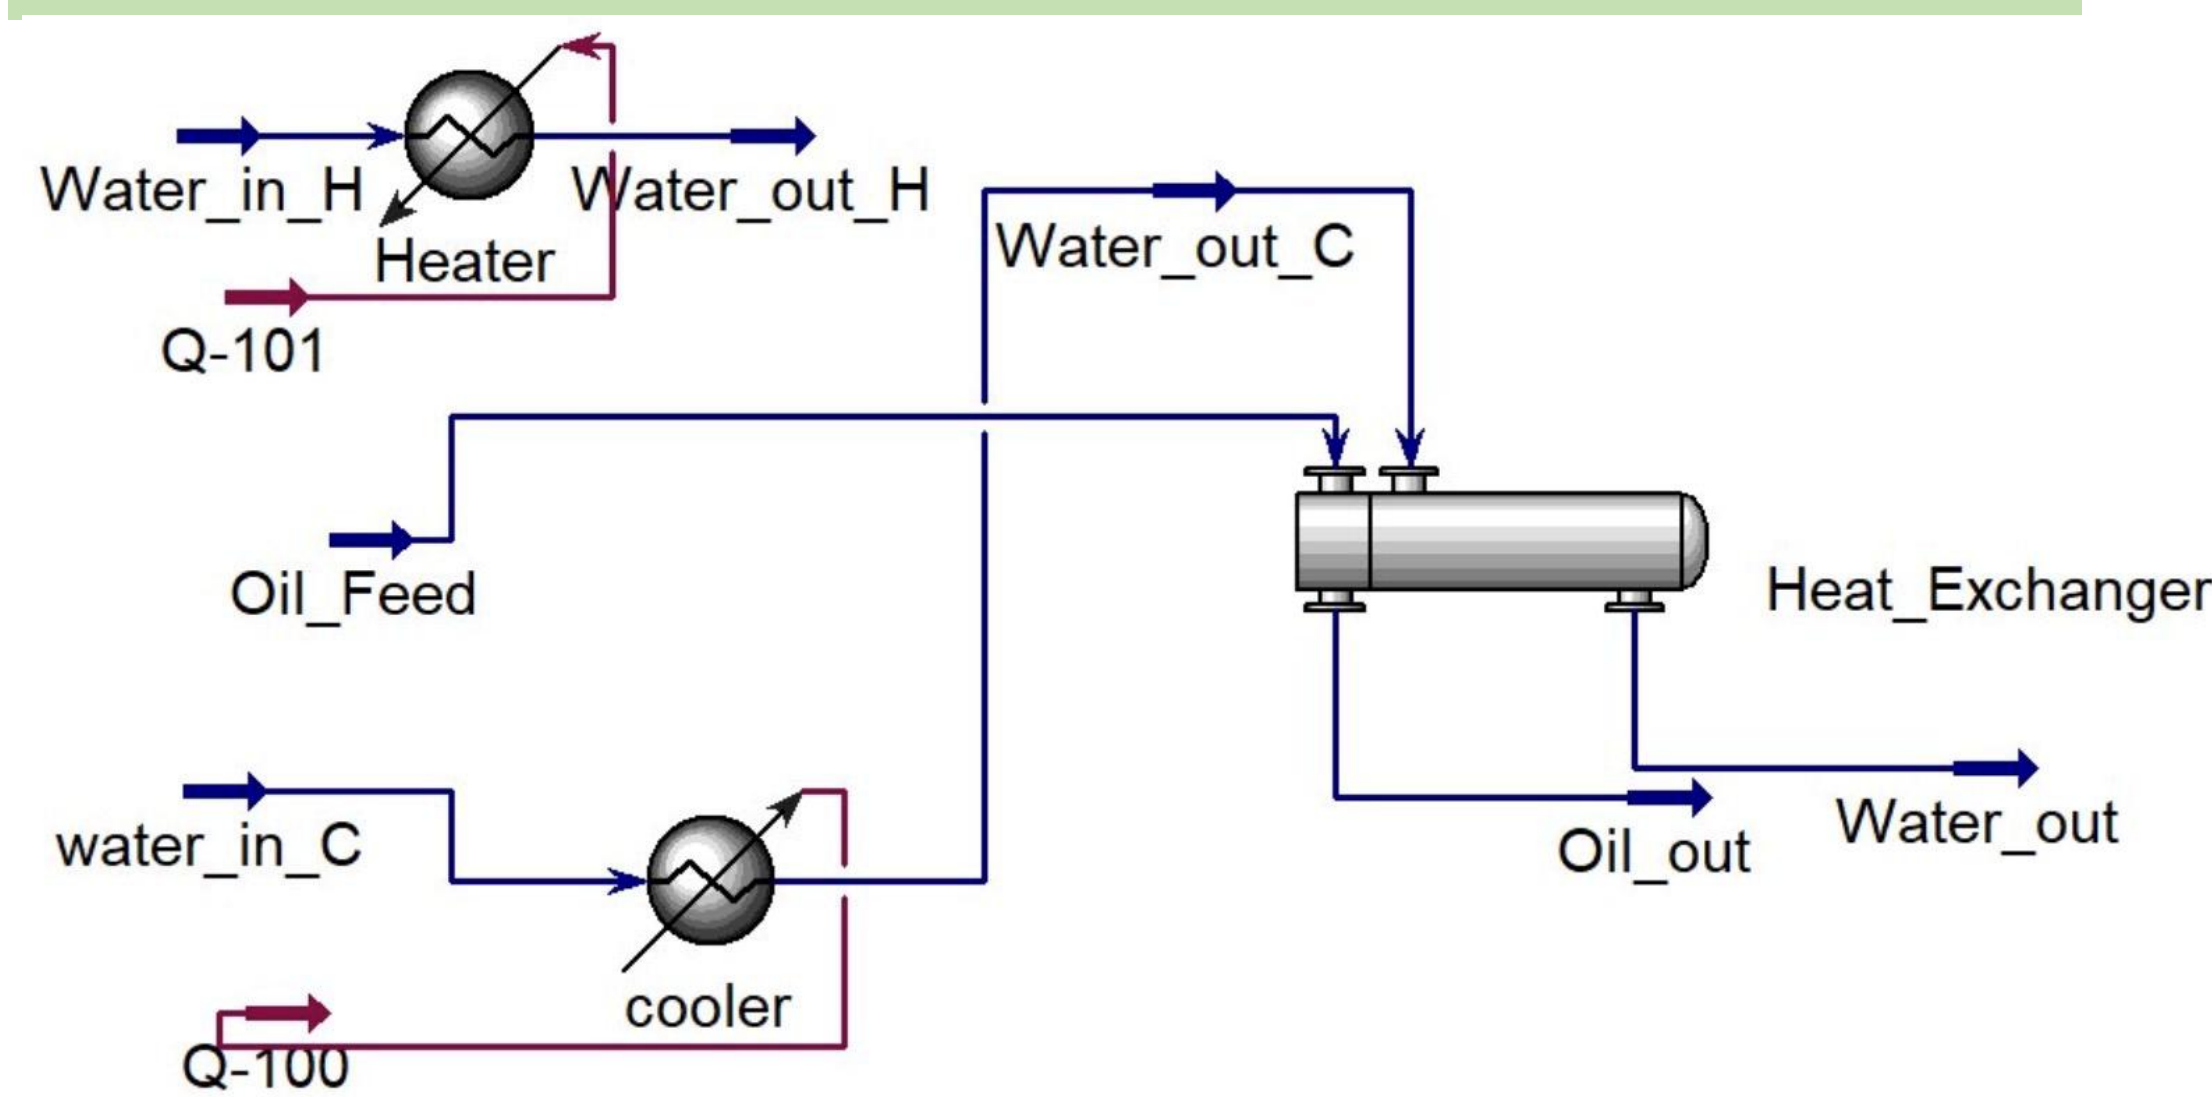 Water_in_H
Water_out_H
Heater
Q-101
Water_out_C
Oil_Feed
Heat_Exchanger
water_in_C
cooler
Q-100
Oil_out
Water_out